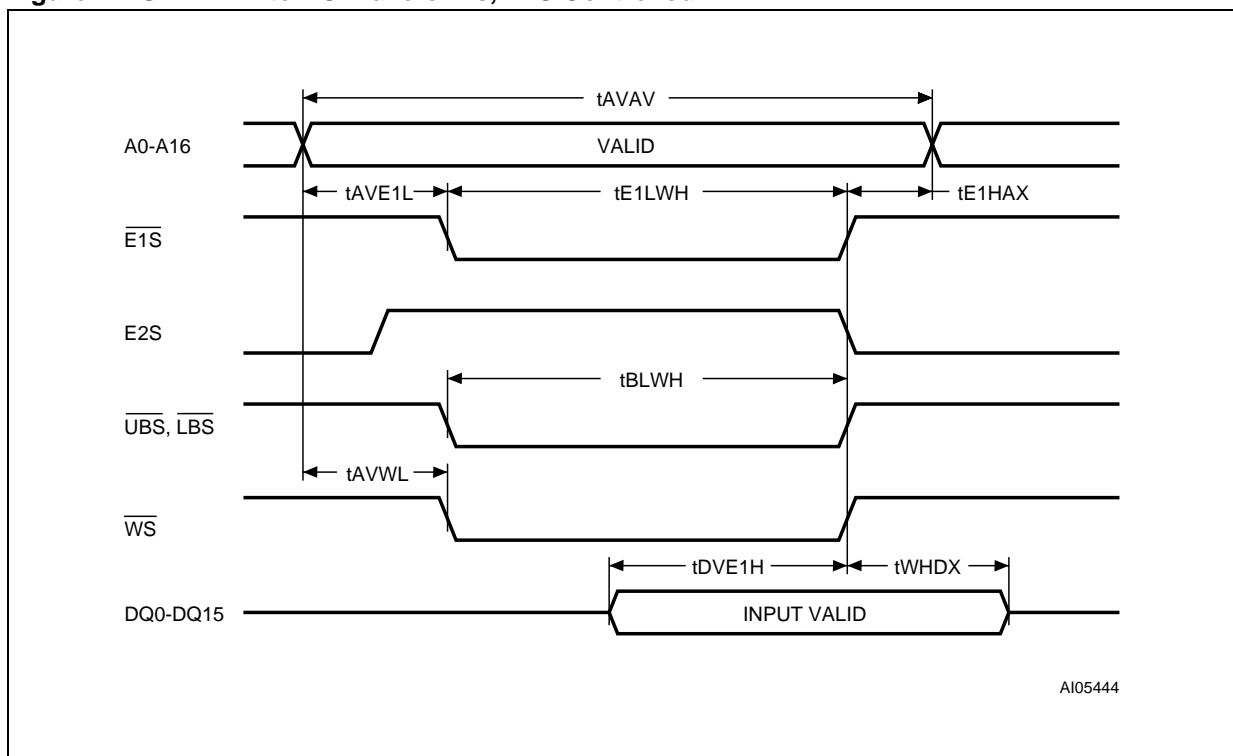 tAVAV
A0-A16 VALID
tAVE1L tE1LWH tE1HAX
E1S
E2S
tBLWH
UBS, LBS
tAVWL
WS
tDVE1H tWHDX
DQ0-DQ15 INPUT VALID
AI05444